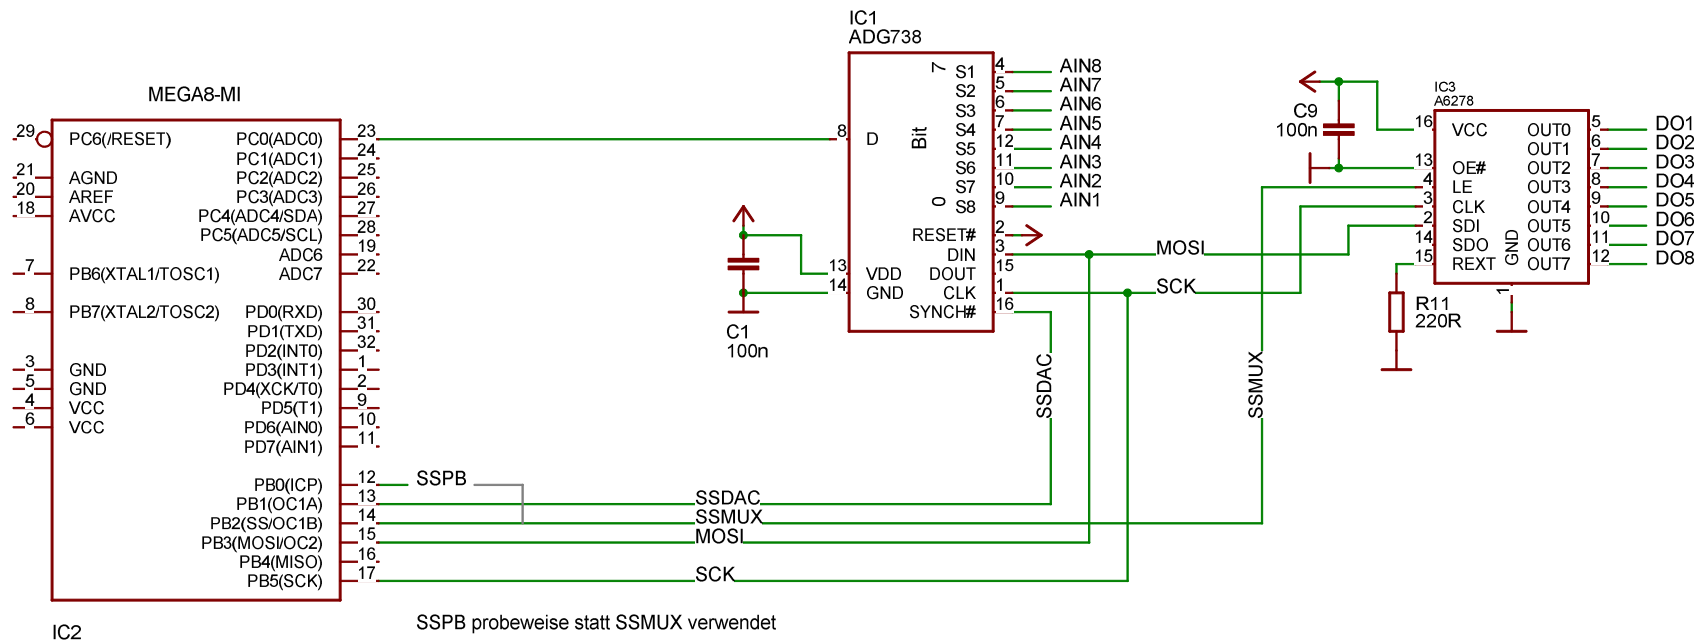 MEGA8-MI
29 PC6(/RESET)
21 AGND
20 AREF
18 AVCC
7 PB6(XTAL1/TOSC1)
8 PB7(XTAL2/TOSC2)
3 GND
5 GND
4 VCC
6 VCC
PC0(ADC0) 23
PC1(ADC1) 24
PC2(ADC2) 25
PC3(ADC3) 26
PC4(ADC4/SDA) 27
PC5(ADC5/SCL) 28
ADC6 19
ADC7 22
PD0(RXD) 30
PD1(TXD) 31
PD2(INT0) 32
PD3(INT1) 1
PD4(XCK/T0) 2
PD5(T1) 9
PD6(AIN0) 10
PD7(AIN1) 11
PB0(ICP) 12 SSPB
PB1(OC1A) 13 SSDAC
PB2(SS/OC1B) 14 SSMUX
PB3(MOSI/OC2) 15 MOSI
PB4(MISO) 16
PB5(SCK) 17 SCK
IC2
SSPB probeweise statt SSMUX verwendet
IC1
ADG738
8 D
13 VDD
14 GND
7
Bit
0
S1 4 AIN8
S2 5 AIN7
S3 6 AIN6
S4 7 AIN5
S5 12 AIN4
S6 11 AIN3
S7 10 AIN2
S8 9 AIN1
RESET# 2
DIN 3 MOSI
DOUT 15
CLK 1 SCK
SYNCH# 16
C1
100n
SSDAC
SSMUX
C9
100n
IC3
A6278
16 VCC
13 OE#
4 LE
3 CLK
2 SDI
14 SDO
15 REXT
GND
1
OUT0 5 DO1
OUT1 6 DO2
OUT2 7 DO3
OUT3 8 DO4
OUT4 9 DO5
OUT5 10 DO6
OUT6 11 DO7
OUT7 12 DO8
R11
220R